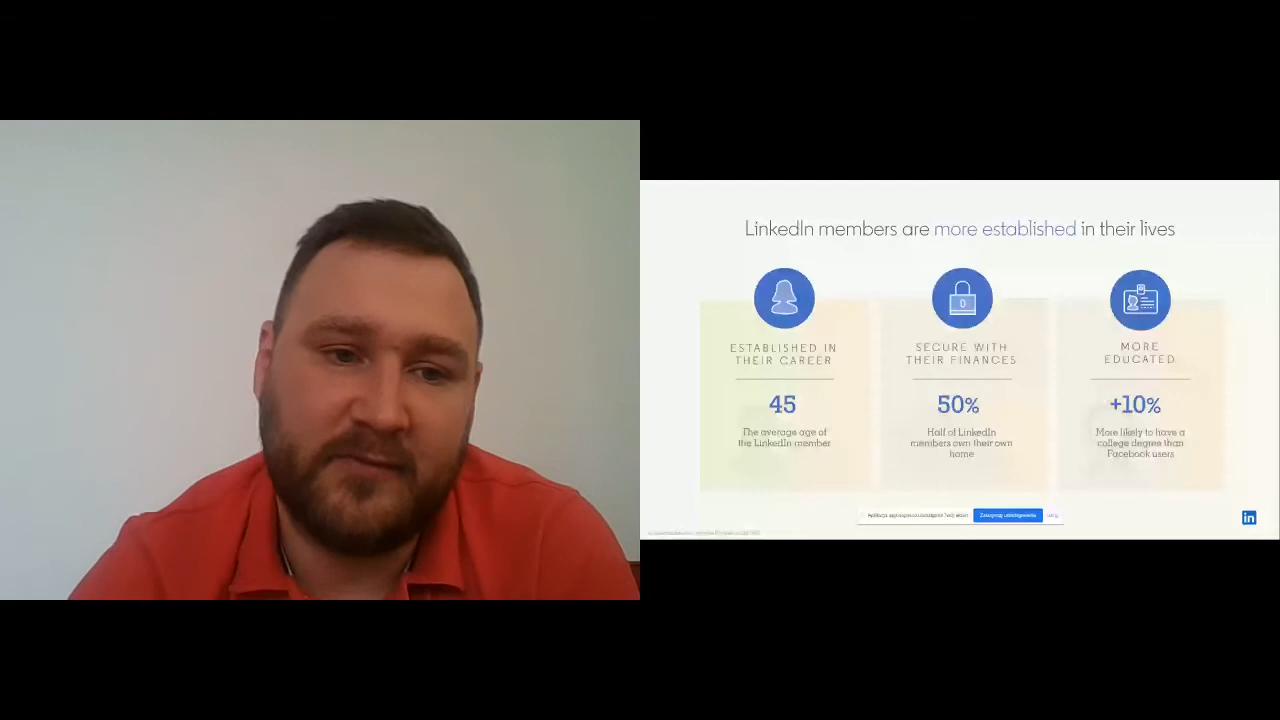 LinkedIn members are more established in their lives
ESTABLISHED IN
THEIR CAREER
45
The average age of
the LinkedIn member
SECURE WITH
THEIR FINANCES
50%
Half of LinkedIn
members own their own
home
MORE
EDUCATED
+10%
More likely to have a
college degree than
Facebook users
in